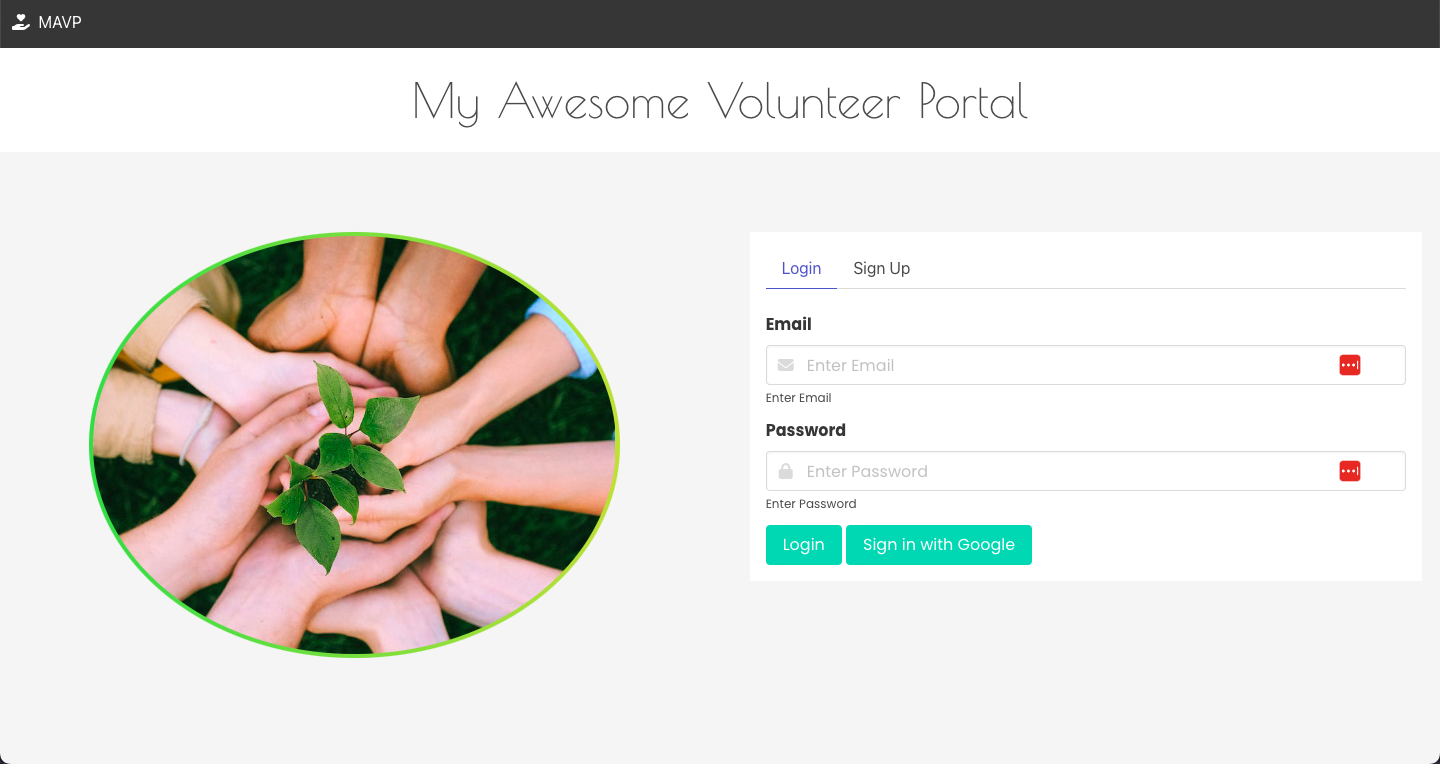 MAVP
My Awesome Volunteer Portal
Login Sign Up
Email
Enter Email
Enter Email
Password
Enter Password
Enter Password
Login Sign in with Google